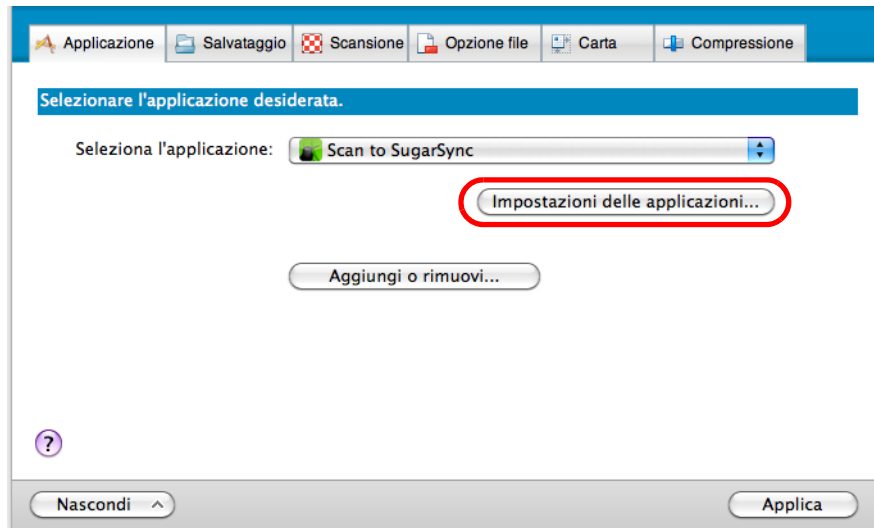 Applicazione Salvataggio Scansione Opzione file Carta Compressione
Selezionare l'applicazione desiderata.
Seleziona l'applicazione: Scan to SugarSync
Impostazioni delle applicazioni...
Aggiungi o rimuovi...
?
Nascondi Applica